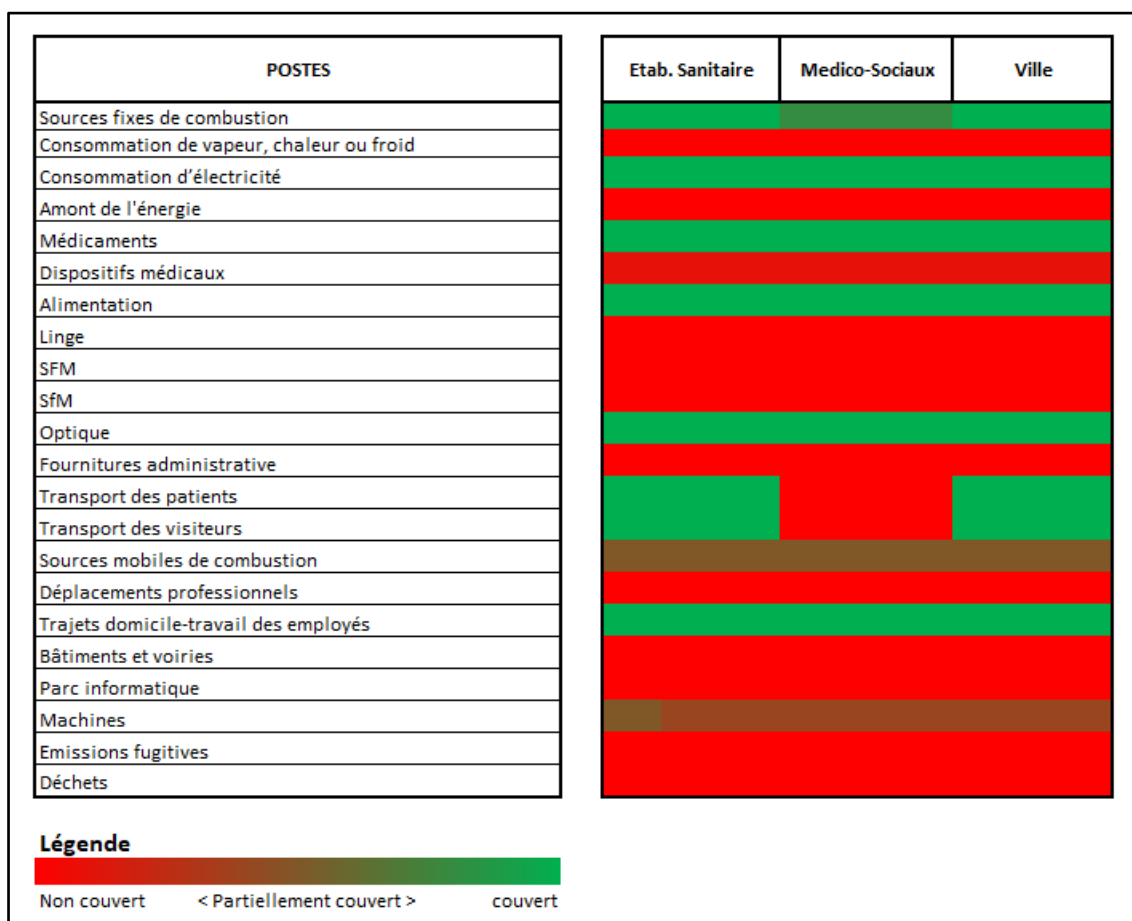 POSTES
Etab. Sanitaire
Medico-Sociaux
Ville
Sources fixes de combustion
Consommation de vapeur, chaleur ou froid
Consommation d’électricité
Amont de l'énergie
Médicaments
Dispositifs médicaux
Alimentation
Linge
SFM
SfM
Optique
Fournitures administrative
Transport des patients
Transport des visiteurs
Sources mobiles de combustion
Déplacements professionnels
Trajets domicile-travail des employés
Bâtiments et voiries
Parc informatique
Machines
Emissions fugitives
Déchets
Légende
Non couvert < Partiellement couvert > couvert